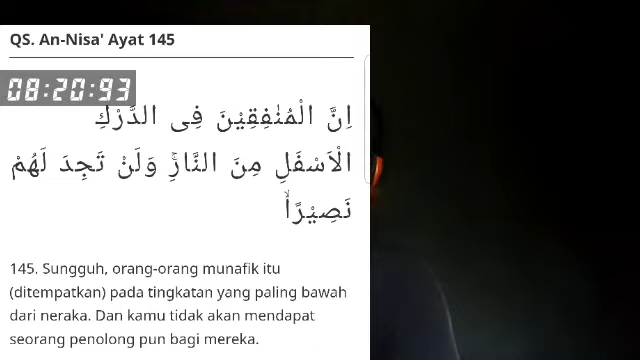 QS. An-Nisa' Ayat 145
08:20:93
اِنَّ الْمُنٰفِقِيْنَ فِى الدَّرْكِ
الْاَسْفَلِ مِنَ النَّارِۚ وَلَنْ تَجِدَ لَهُمْ
نَصِيْرًاۙ
145. Sungguh, orang-orang munafik itu
(ditempatkan) pada tingkatan yang paling bawah
dari neraka. Dan kamu tidak akan mendapat
seorang penolong pun bagi mereka.